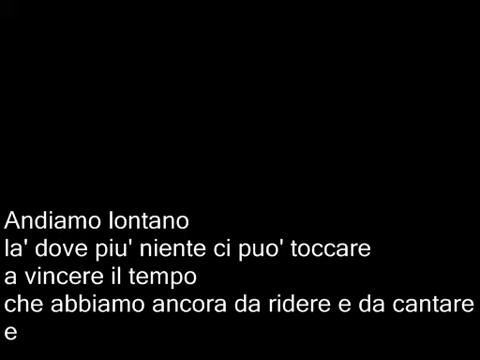 Andiamo lontano
la' dove piu' niente ci puo' toccare
a vincere il tempo
che abbiamo ancora da ridere e da cantare
e